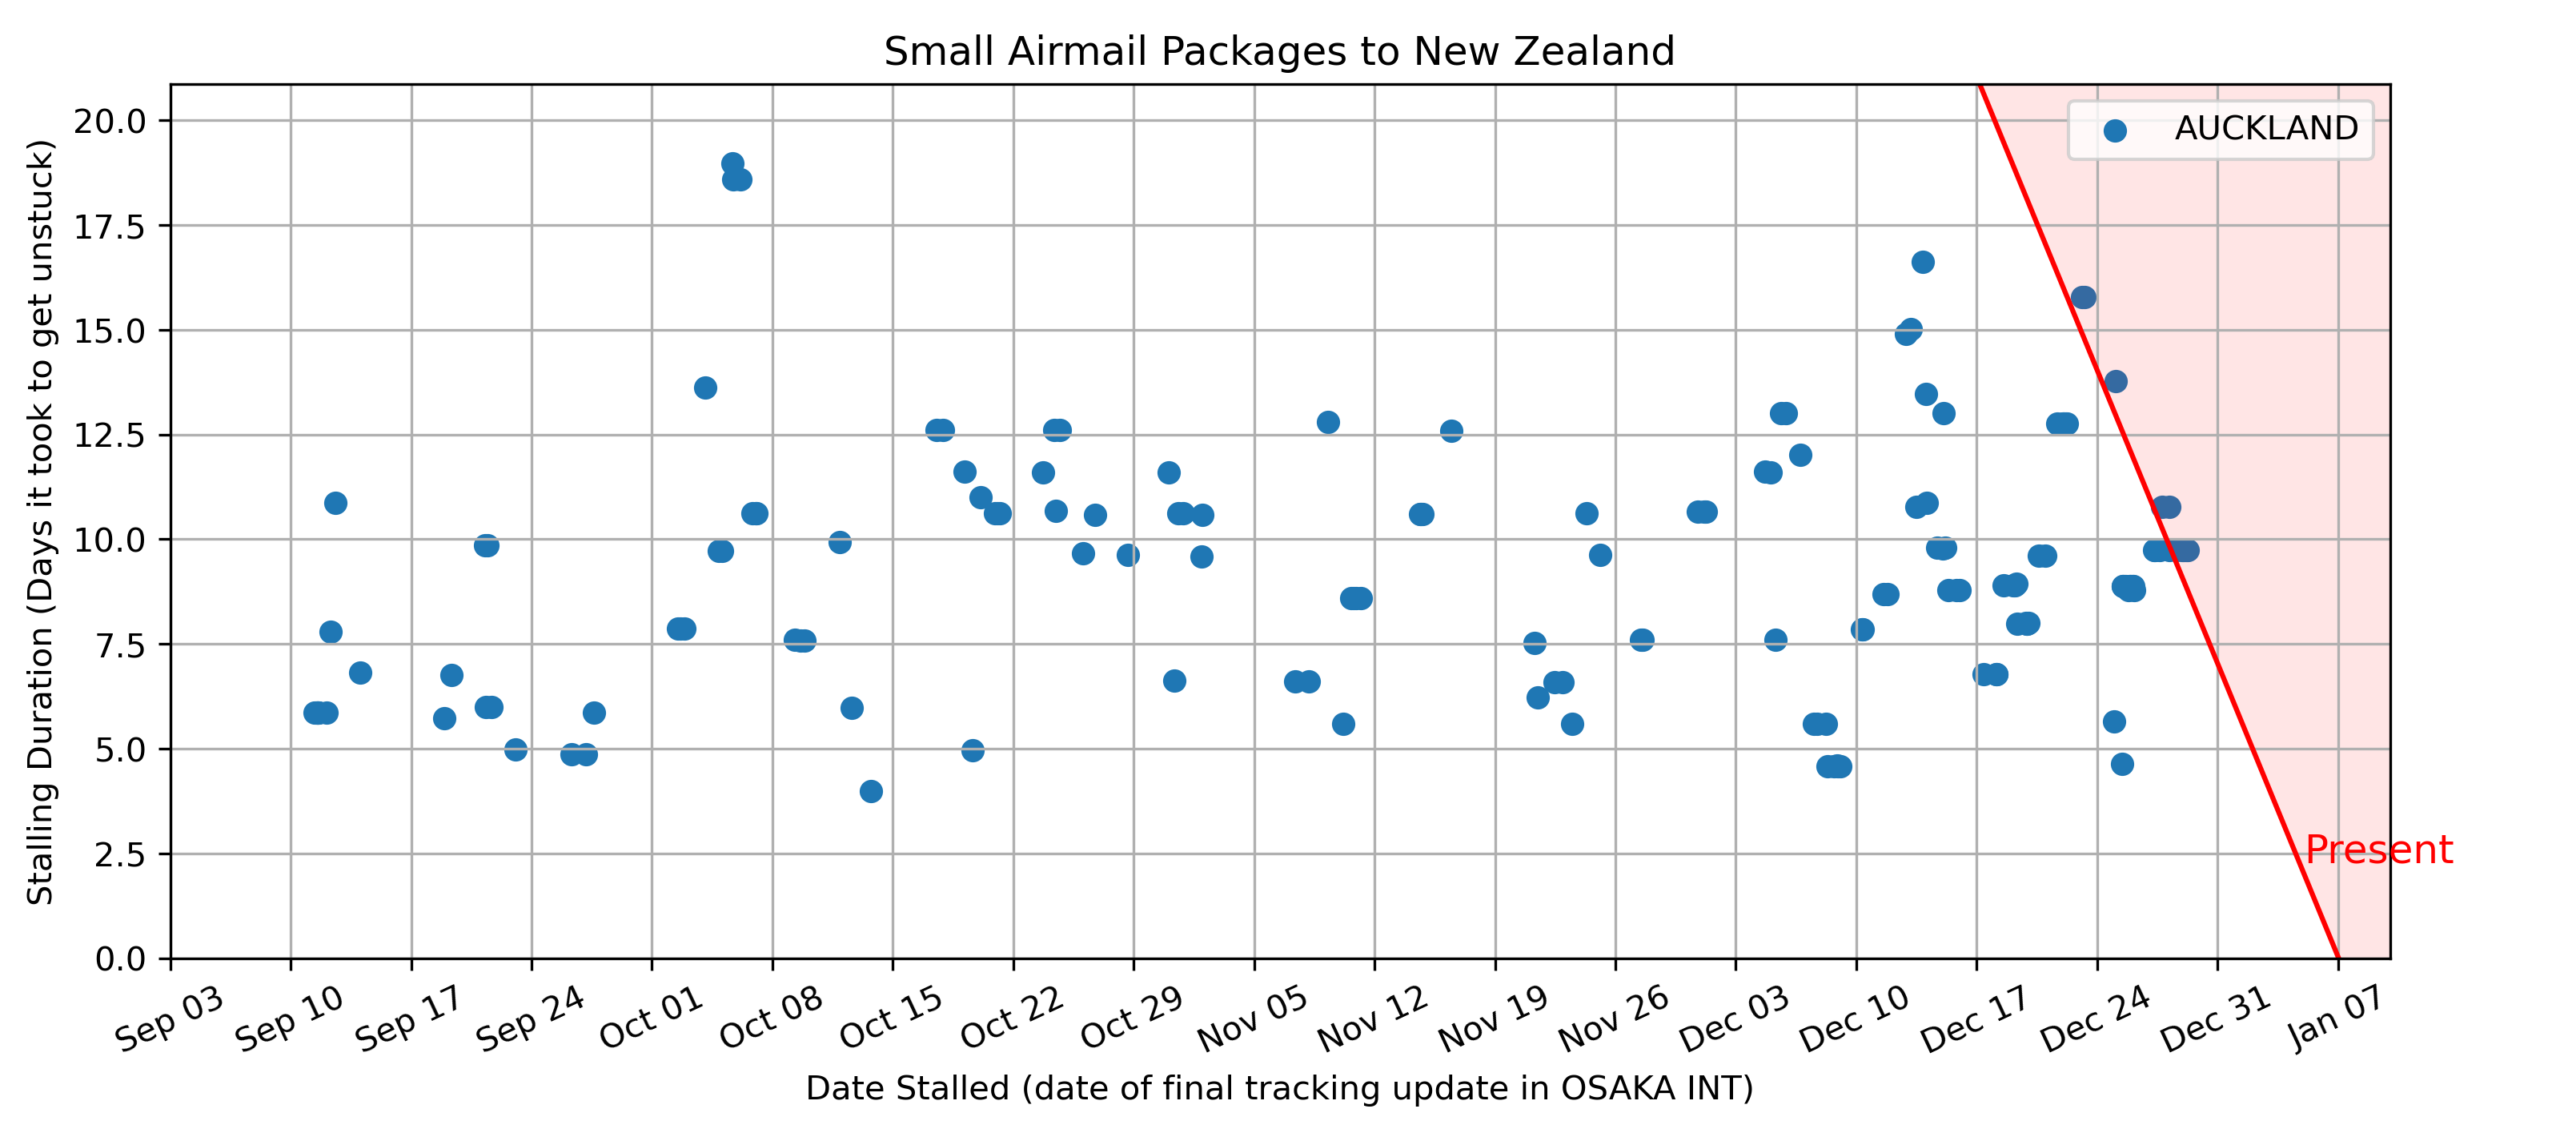 Small Airmail Packages to New Zealand
AUCKLAND
Stalling Duration (Days it took to get unstuck)
20.0
17.5
15.0
12.5
10.0
7.5
5.0
2.5
0.0
Present
Sep 03 Sep 10 Sep 17 Sep 24 Oct 01 Oct 08 Oct 15 Oct 22 Oct 29 Nov 05 Nov 12 Nov 19 Nov 26 Dec 03 Dec 10 Dec 17 Dec 24 Dec 31 Jan 07
Date Stalled (date of final tracking update in OSAKA INT)